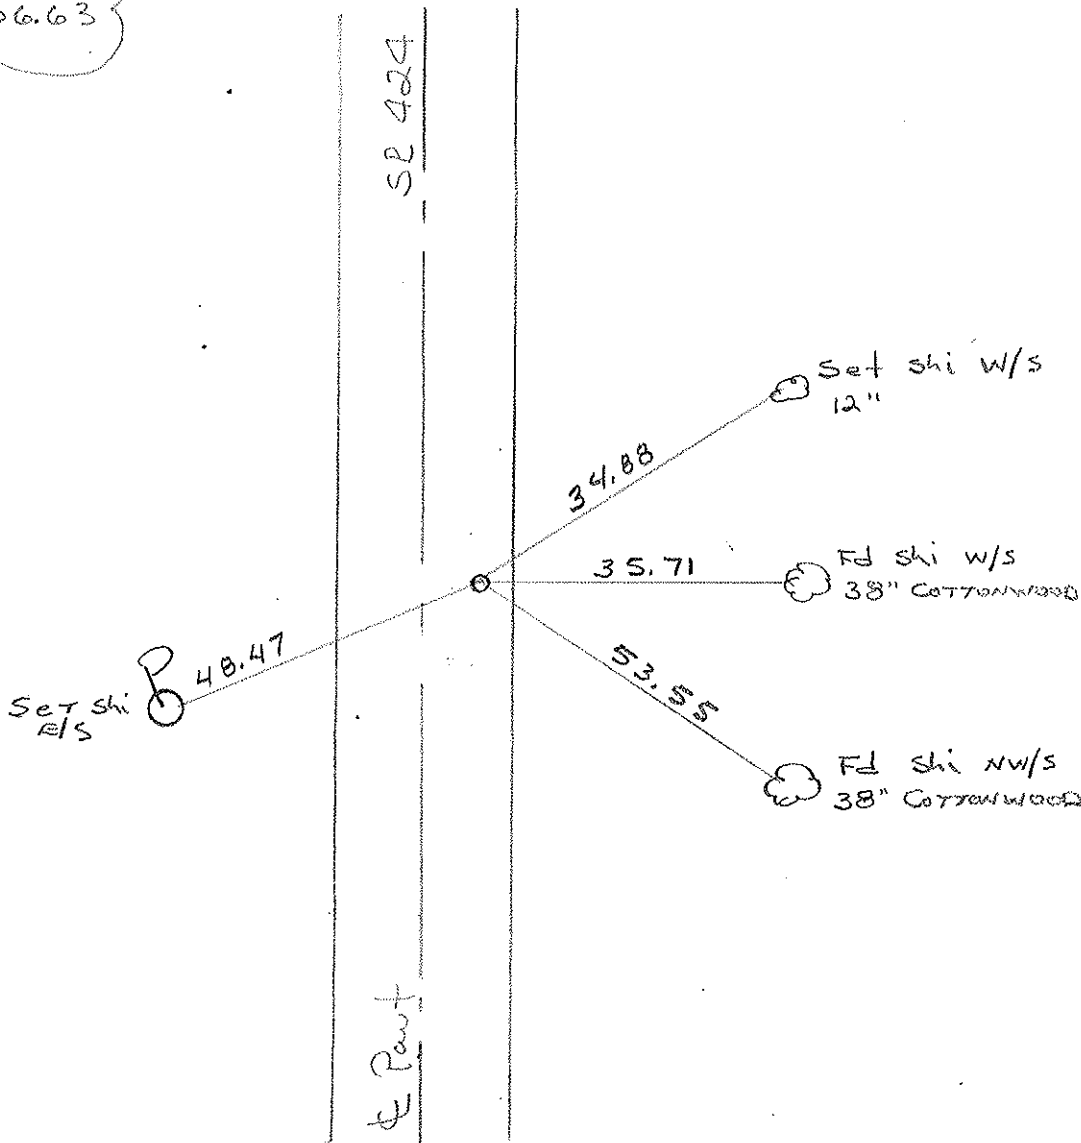 06.63
SR 424
Set shi W/S
12"
34.88
Fd shi W/S
38" COTTONWOOD
35.71
48.47
Set shi
E/S
53.55
Fd shi NW/S
38" COTTONWOOD
℄ Pavt